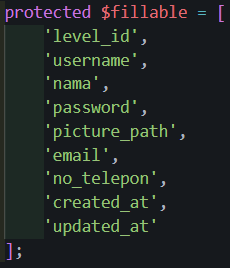 protected $fillable = [
'level_id',
'username',
'nama',
'password',
'picture_path',
'email',
'no_telepon',
'created_at',
'updated_at'
];